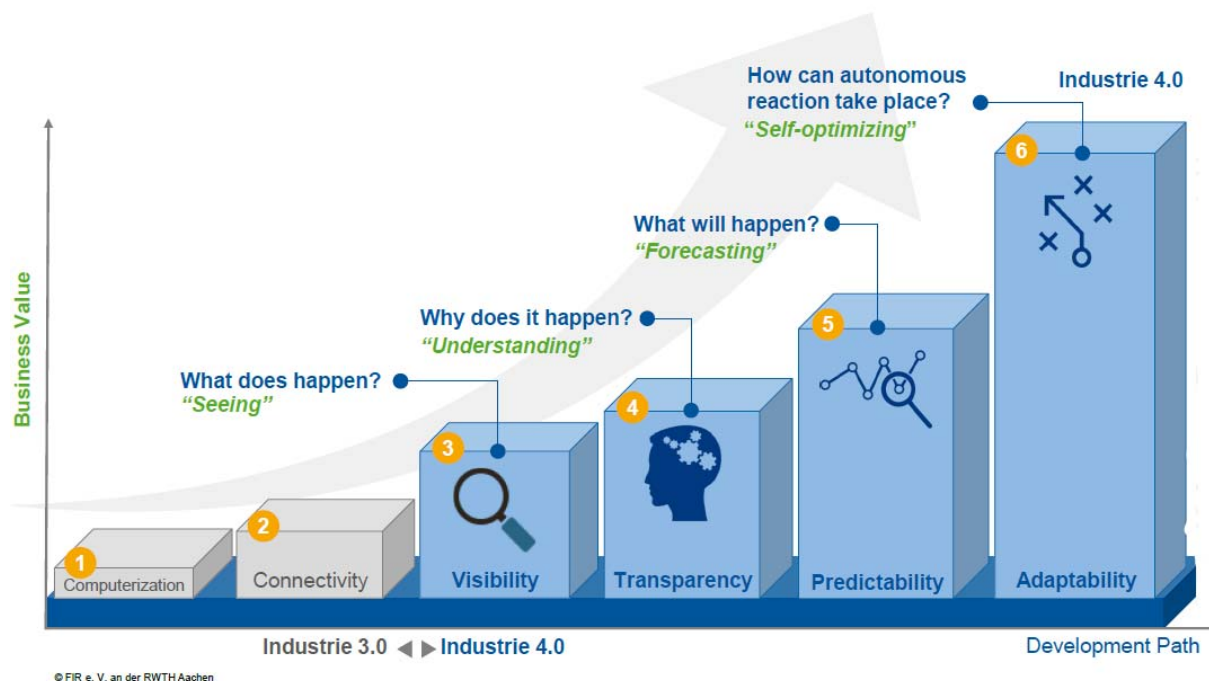 How can autonomous
reaction take place?
“Self-optimizing”
Industrie 4.0
6
What will happen?
“Forecasting”
5
Why does it happen?
“Understanding”
4
What does happen?
“Seeing”
3
2
1
Business Value
Computrization
Connectivity
Visibility
Transparency
Predictability
Adaptability
Industrie 3.0
Industrie 4.0
Development Path
© FIR e. V. an der RWTH Aachen